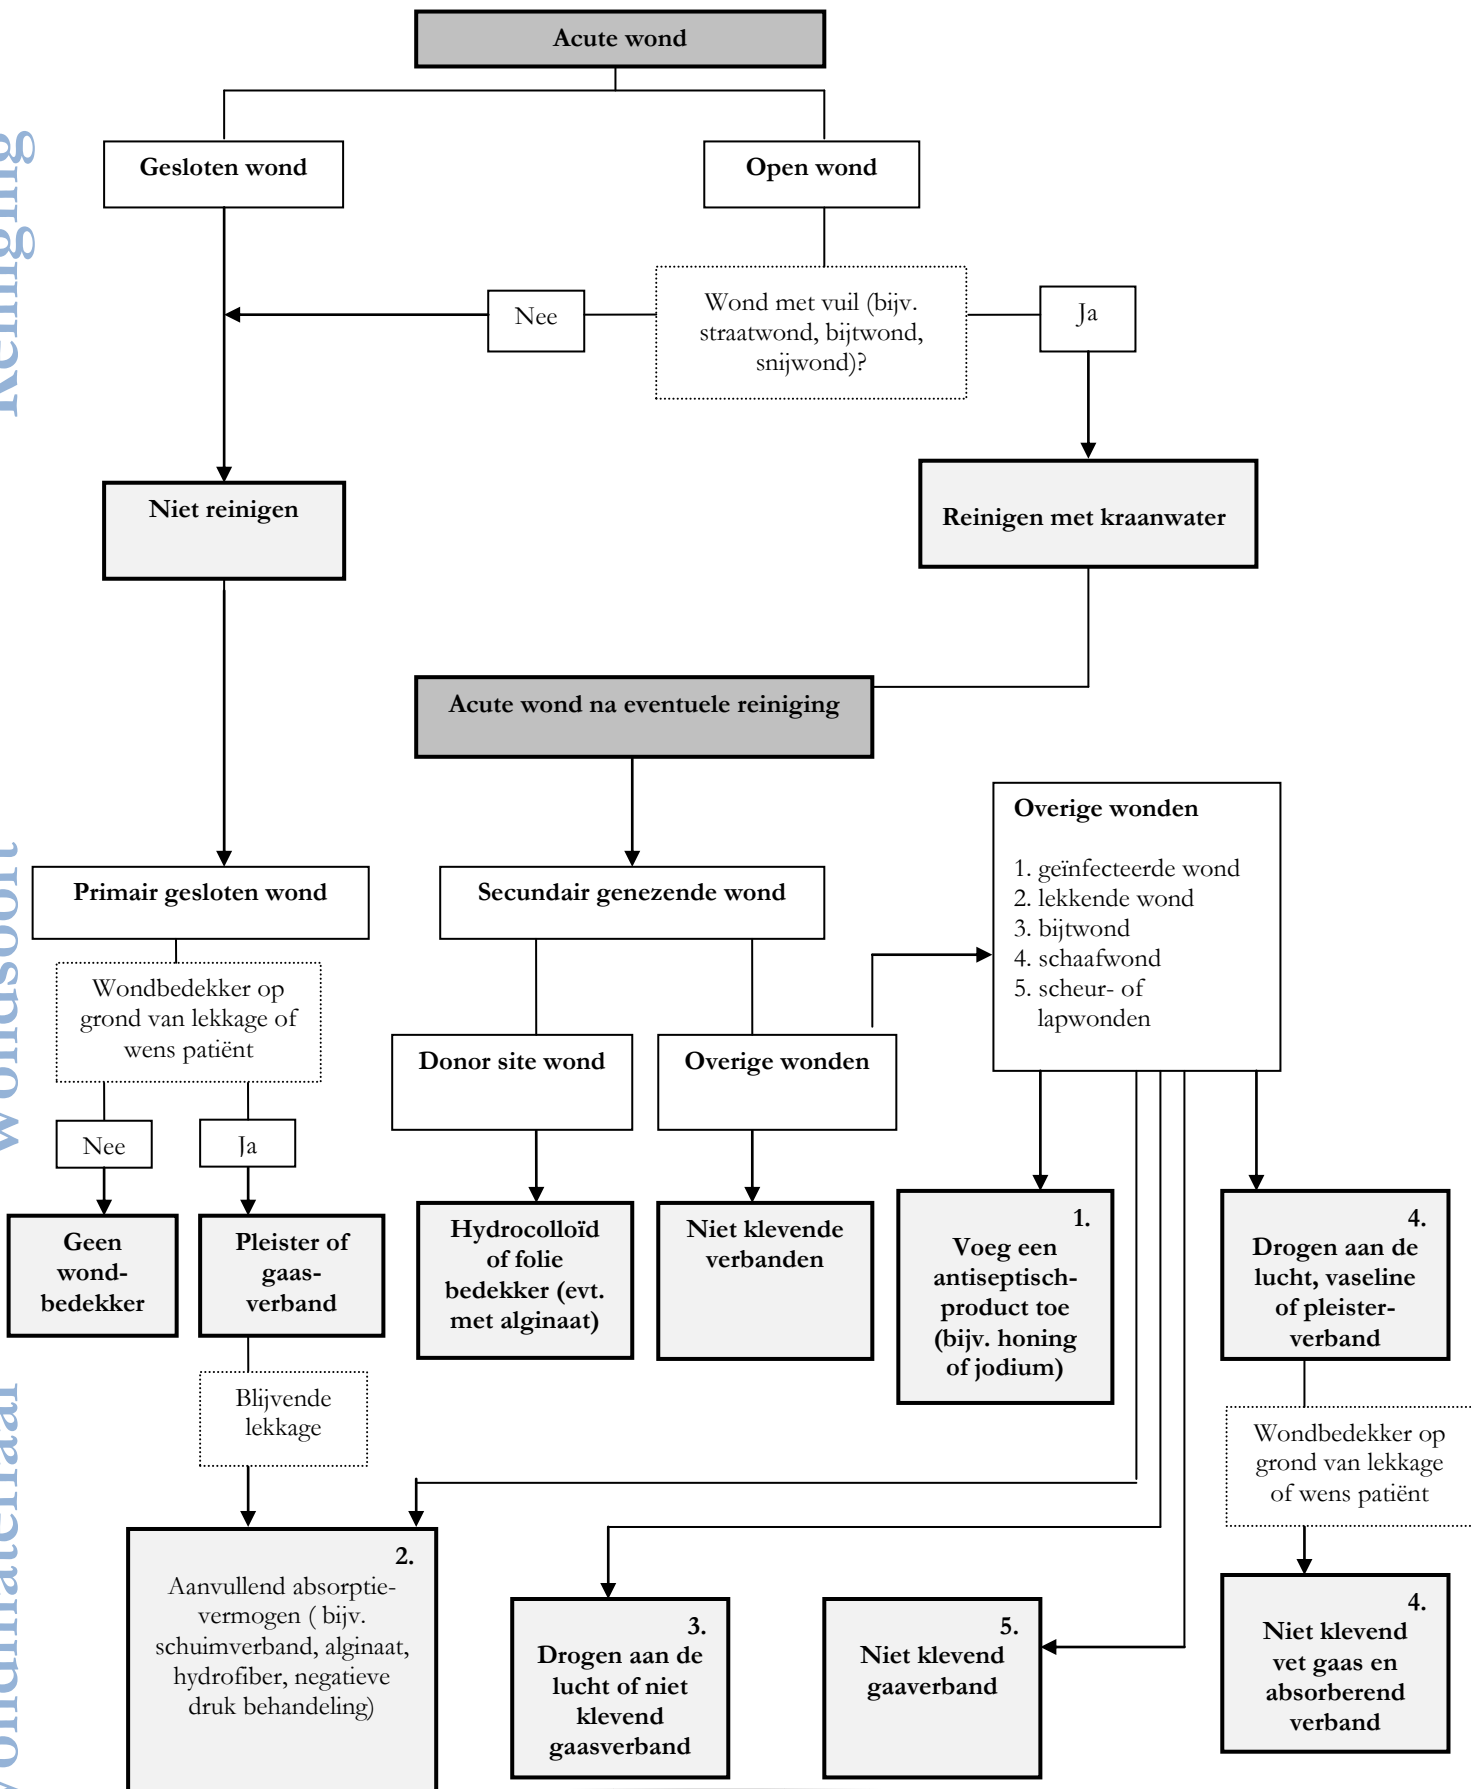 Acute wond
Reiniging
Gesloten wond
Open wond
Nee
Wond met vuil (bijv.
straatwond, bijtwond,
snijwond)?
Ja
Niet reinigen
Reinigen met kraanwater
Acute wond na eventuele reiniging
Wondsoort
Primair gesloten wond
Secundair genezende wond
Overige wonden
1. geïnfecteerde wond
2. lekkende wond
3. bijtwond
4. schaafwond
5. scheur- of
lapwonden
Wondbedekker op
grond van lekkage of
wens patiënt
Donor site wond
Overige wonden
Nee
Ja
Geen
wond-
bedekker
Pleister of
gaas-
verband
Hydrocolloïd
of folie
bedekker (evt.
met alginaat)
Niet klevende
verbanden
1.
Voeg een
antiseptisch-
product toe
(bijv. honing
of jodium)
4.
Drogen aan de
lucht, vaseline
of pleister-
verband
Wondmateriaal
Blijvende
lekkage
Wondbedekker op
grond van lekkage
of wens patiënt
2.
Aanvullend absorptie-
vermogen ( bijv.
schuimverband, alginaat,
hydrofiber, negatieve
druk behandeling)
3.
Drogen aan de
lucht of niet
klevend
gaasverband
5.
Niet klevend
gaaverband
4.
Niet klevend
vet gaas en
absorberend
verband